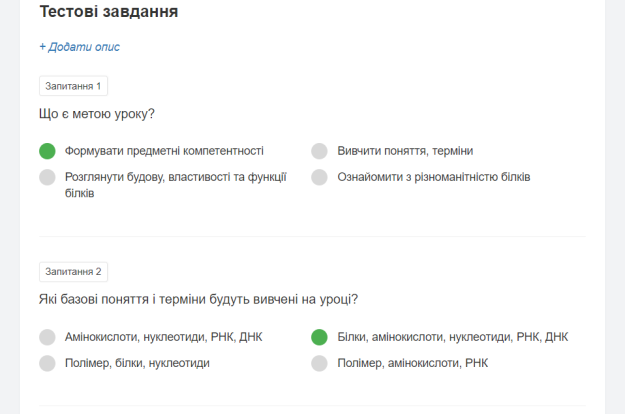 Тестові завдання
+ Додати опис
Запитання 1
Що є метою уроку?
Формувати предметні компетентності
Вивчити поняття, терміни
Розглянути будову, властивості та функції
білків
Ознайомити з різноманітністю білків
Запитання 2
Які базові поняття і терміни будуть вивчені на уроці?
Амінокислоти, нуклеотиди, РНК, ДНК
Білки, амінокислоти, нуклеотиди, РНК, ДНК
Полімер, білки, нуклеотиди
Полімер, амінокислоти, РНК